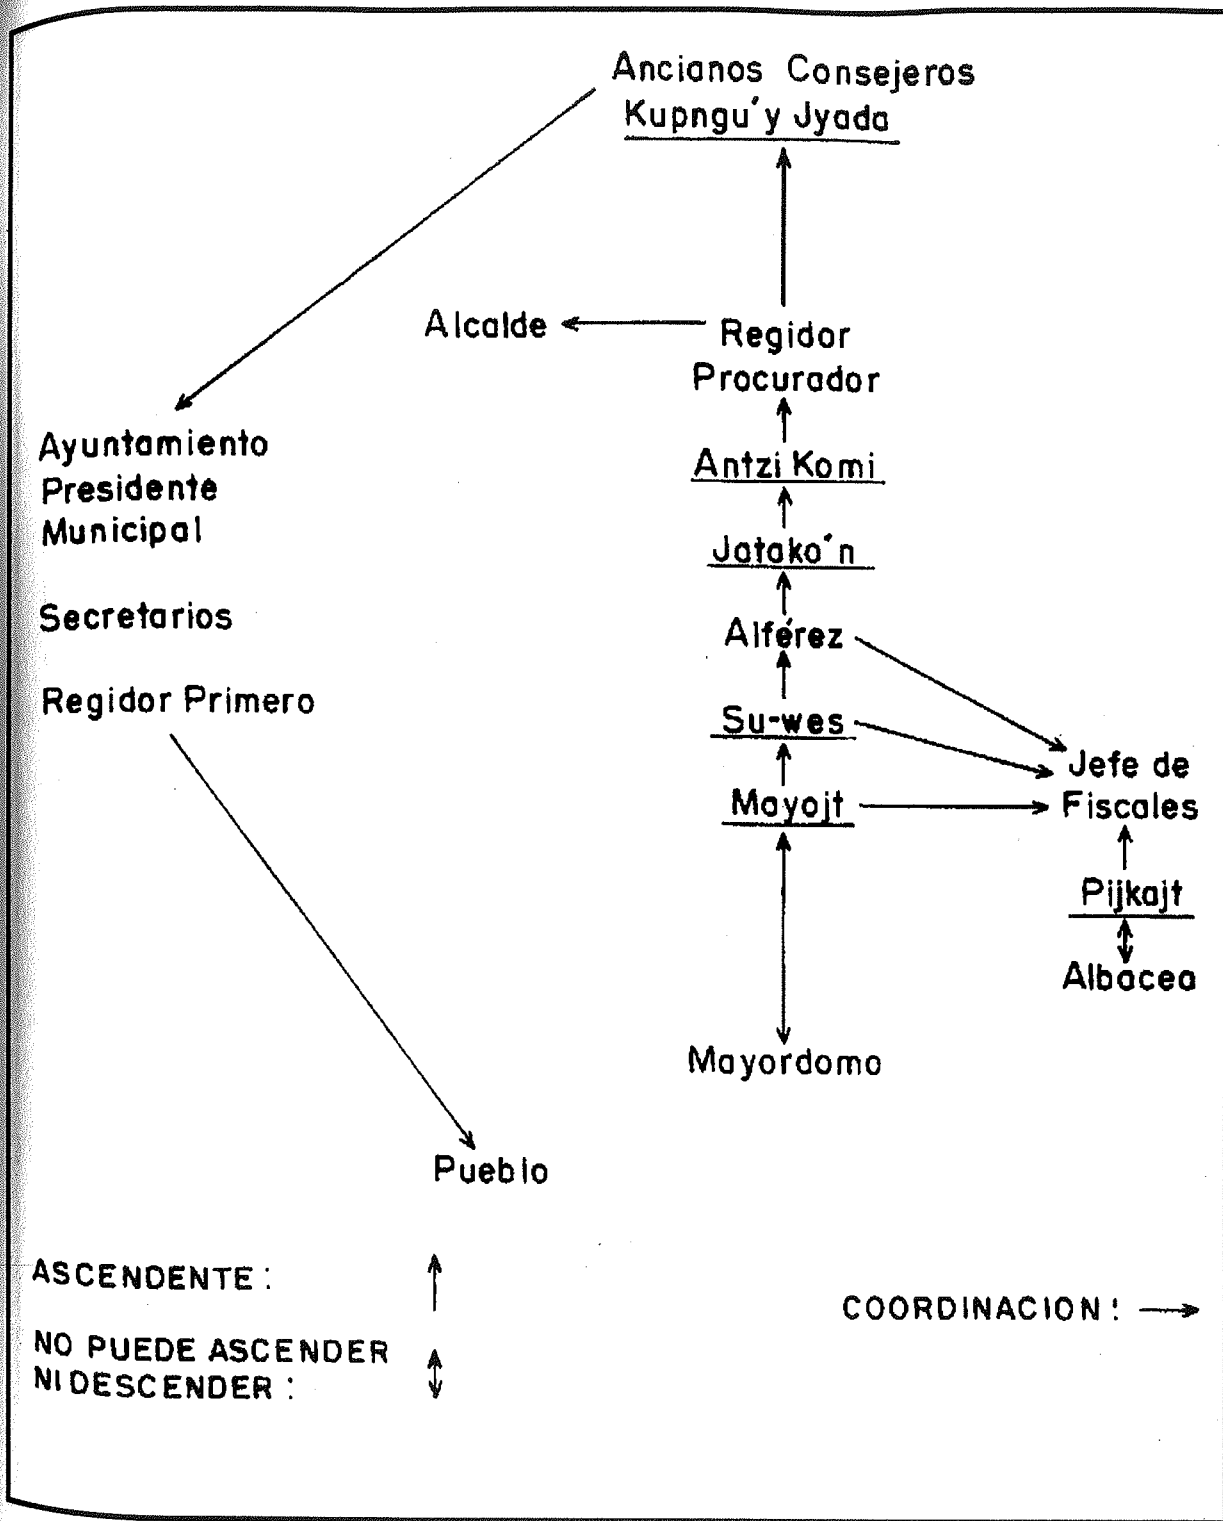 Ancianos Consejeros
Kupngu'y Jyada
Alcalde
Regidor
Procurador
Ayuntamiento
Presidente
Municipal
Antzi Komi
Jatako'n
Secretarios
Alférez
Regidor Primero
Su-wes
Jefe de
Fiscales
Mayojt
Pijkajt
Albacea
Mayordomo
Pueblo
ASCENDENTE:
COORDINACION:
NO PUEDE ASCENDER
NI DESCENDER: